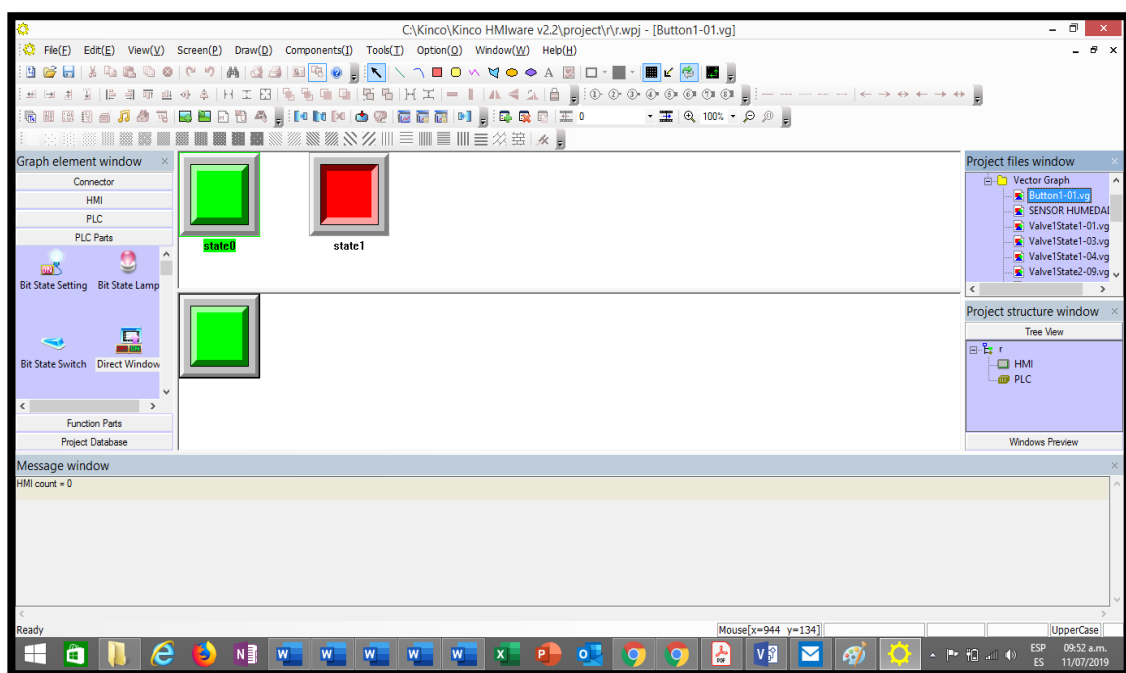 C:\Kinco\Kinco HMIware v2.2\project\r\r.wpj - [Button1-01.vg]
File(F) Edit(E) View(V) Screen(P) Draw(D) Components(I) Tools(T) Option(O) Window(W) Help(H)
0 100%
Graph element window
Connector
HMI
PLC
PLC Parts
Bit State Setting Bit State Lamp
Bit State Switch Direct Window
Function Parts
Project Database
state0 state1
Project files window
Vector Graph
Button1-01.vg
SENSOR HUMEDAD
Valve1State1-01.vg
Valve1State1-03.vg
Valve1State1-04.vg
Valve1State2-09.vg
Project structure window
Tree View
r
HMI
PLC
Windows Preview
Message window
HMI count = 0
Ready Mouse[x=944 y=134] UpperCase
ESP 09:52 a.m.
ES 11/07/2019